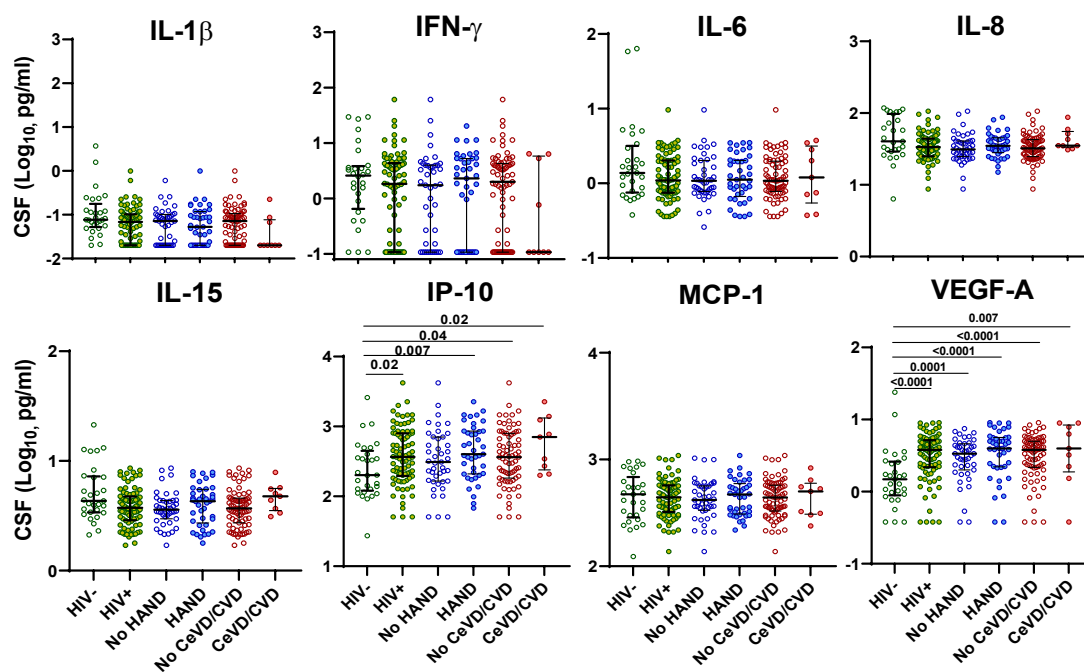 IL-1β
IFN-γ
IL-6
IL-8
CSF (Log10, pg/ml)
3
2
1
0
-1
-2
3
2
1
0
-1
2
1
0
-1
3
2
1
0
IL-15
IP-10
MCP-1
VEGF-A
CSF (Log10, pg/ml)
2
1
0
0.02
0.04
0.007
0.02
4
3
2
1
4
3
2
0.007
<0.0001
<0.0001
0.0001
<0.0001
2
1
0
-1
HIV-
HIV+
No HAND
HAND
No CeVD/CVD
CeVD/CVD
HIV-
HIV+
No HAND
HAND
No CeVD/CVD
CeVD/CVD
HIV-
HIV+
No HAND
HAND
No CeVD/CVD
CeVD/CVD
HIV-
HIV+
No HAND
HAND
No CeVD/CVD
CeVD/CVD